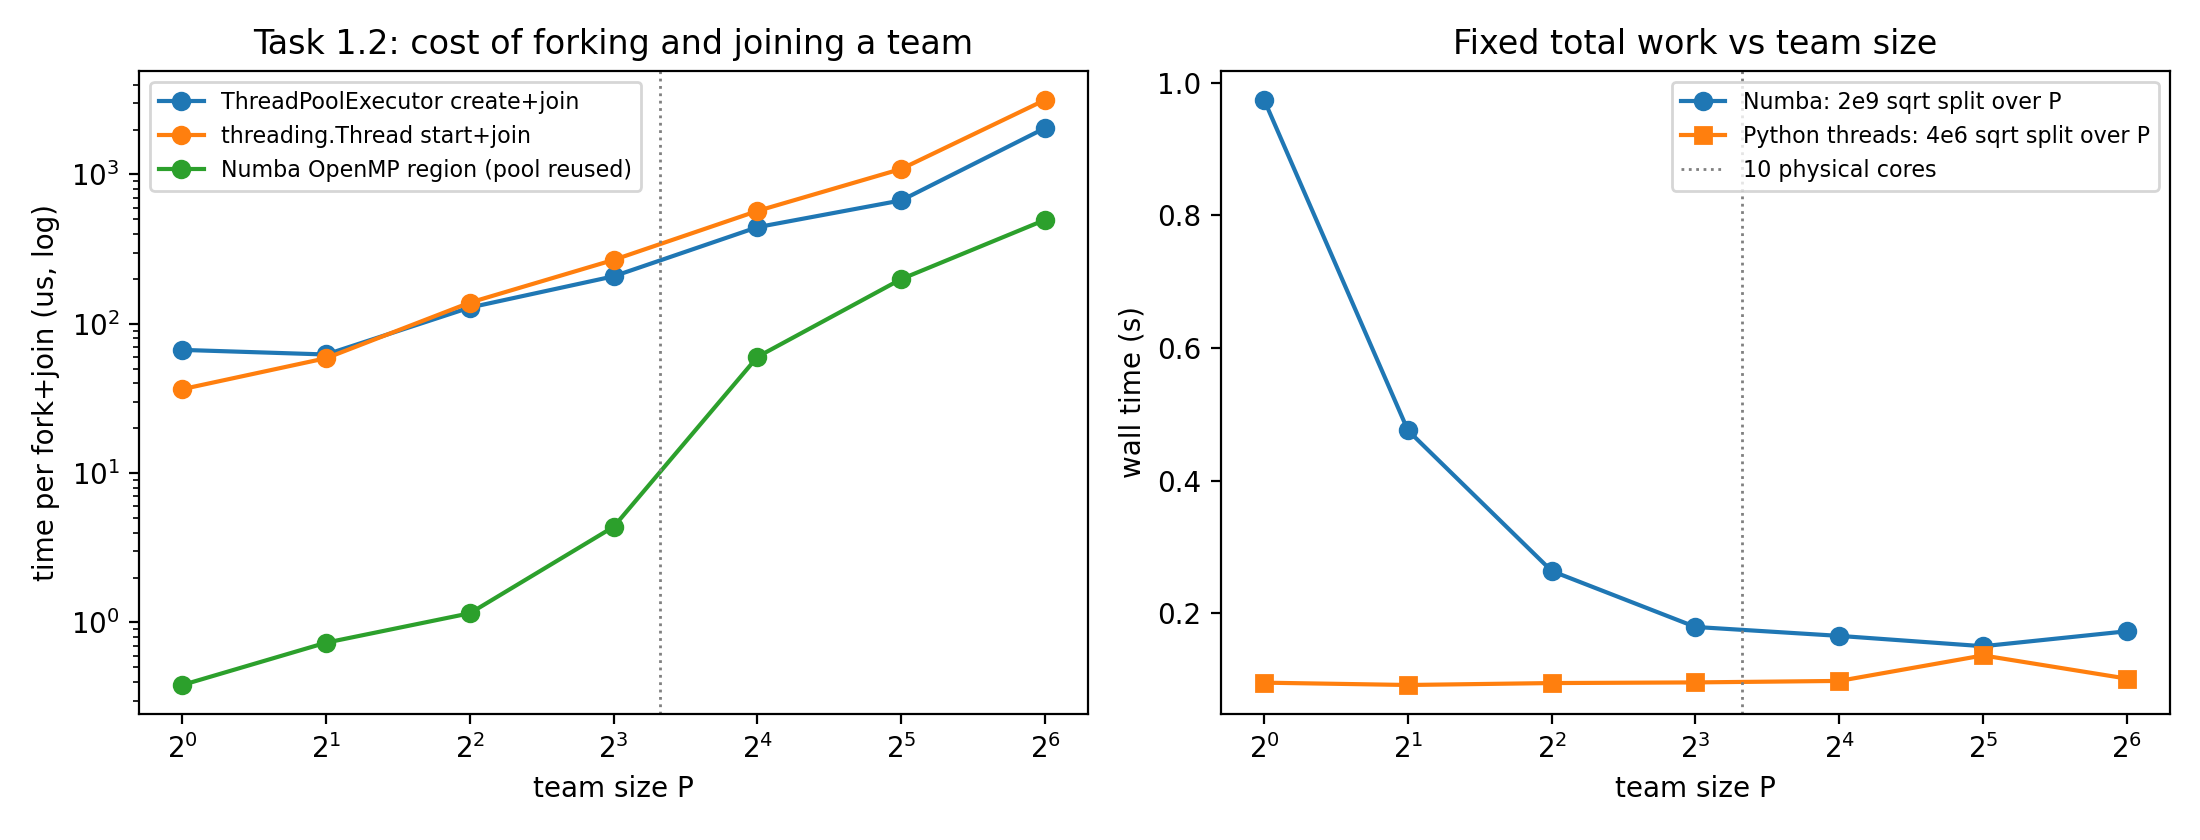 Task 1.2: cost of forking and joining a team
ThreadPoolExecutor create+join
threading.Thread start+join
Numba OpenMP region (pool reused)
time per fork+join (us, log)
10³
10²
10¹
10⁰
2⁰ 2¹ 2² 2³ 2⁴ 2⁵ 2⁶
team size P
Fixed total work vs team size
Numba: 2e9 sqrt split over P
Python threads: 4e6 sqrt split over P
10 physical cores
wall time (s)
1.0
0.8
0.6
0.4
0.2
2⁰ 2¹ 2² 2³ 2⁴ 2⁵ 2⁶
team size P